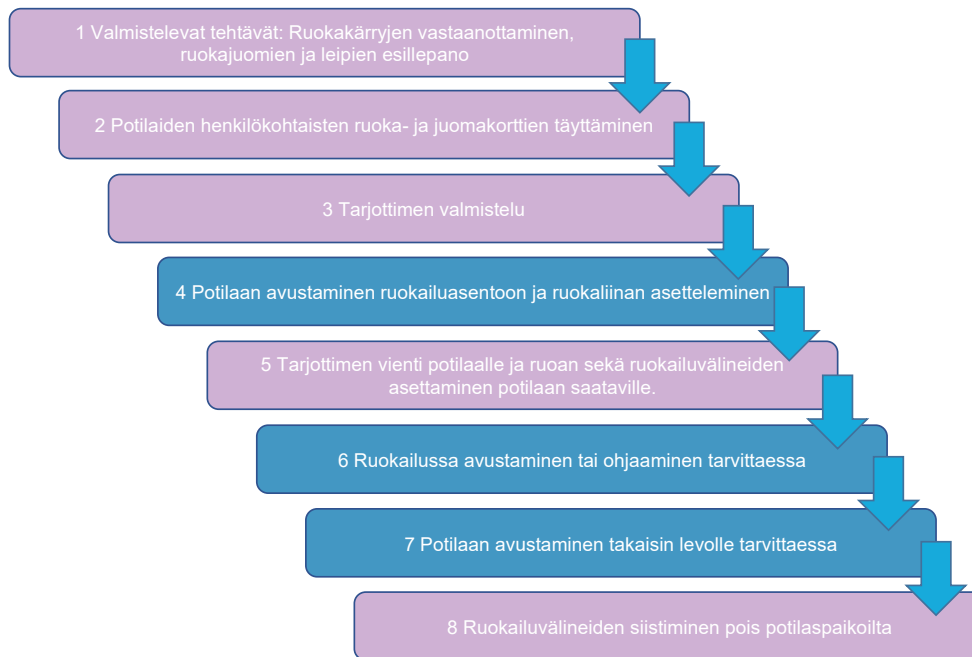 1 Valmistelevat tehtävät: Ruokakärryjen vastaanottaminen,
ruokajuomien ja leipien esillepano
2 Potilaiden henkilökohtaisten ruoka- ja juomakorttien täyttäminen
3 Tarjottimen valmistelu
4 Potilaan avustaminen ruokailuasentoon ja ruokaliinan asetteleminen
5 Tarjottimen vienti potilaalle ja ruoan sekä ruokailuvälineiden
asettaminen potilaan saataville.
6 Ruokailussa avustaminen tai ohjaaminen tarvittaessa
7 Potilaan avustaminen takaisin levolle tarvittaessa
8 Ruokailuvälineiden siistiminen pois potilaspaikoilta